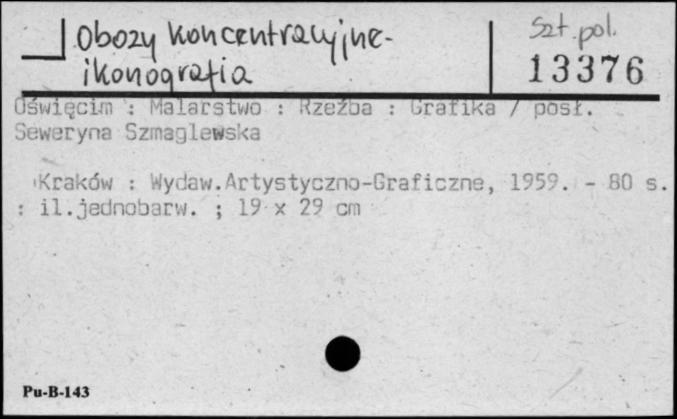 Obozy koncentracyjne-
ikonografia
Szt. pol.
13376
Oświęcim : Malarstwo : Rzeźba : Grafika / posł.
Seweryna Szmaglewska
Kraków : Wydaw.Artystyczno-Graficzne, 1959. - 80 s.
: il.jednobarw. ; 19 x 29 cm
Pu-B-143